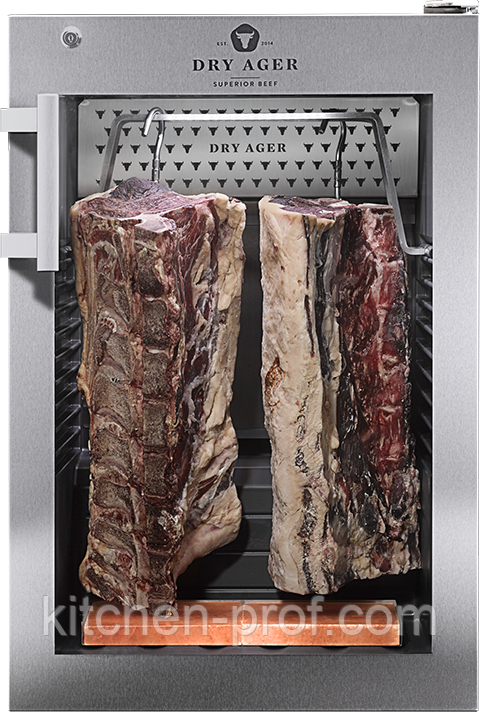 EST. 2014
DRY AGER
SUPERIOR BEEF
DRY AGER
kitchen-prof.com